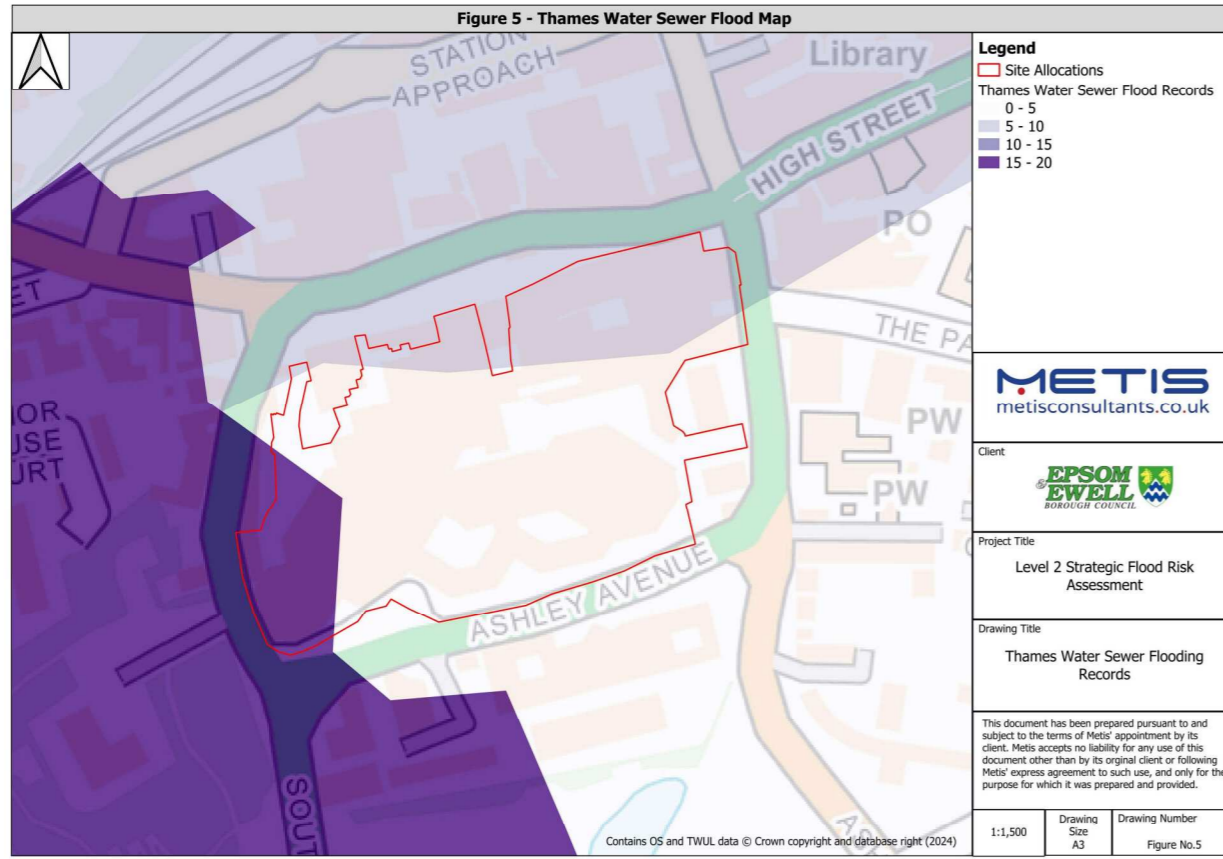 Figure 5 - Thames Water Sewer Flood Map
STATION
APPROACH
Library
HIGH STREET
PO
THE PA
PW
PW
ET
IOR
USE
URT
ASHLEY AVENUE
SOUT
ASH
Contains OS and TWUL data © Crown copyright and database right (2024)
Legend
Site Allocations
Thames Water Sewer Flood Records
0 - 5
5 - 10
10 - 15
15 - 20
METIS
metisconsultants.co.uk
Client
EPSOM
& EWELL
BOROUGH COUNCIL
Project Title
Level 2 Strategic Flood Risk
Assessment
Drawing Title
Thames Water Sewer Flooding
Records
This document has been prepared pursuant to and
subject to the terms of Metis' appointment by its
client. Metis accepts no liability for any use of this
document other than by its orginal client or following
Metis' express agreement to such use, and only for the
purpose for which it was prepared and provided.
1:1,500
Drawing
Size
A3
Drawing Number
Figure No.5